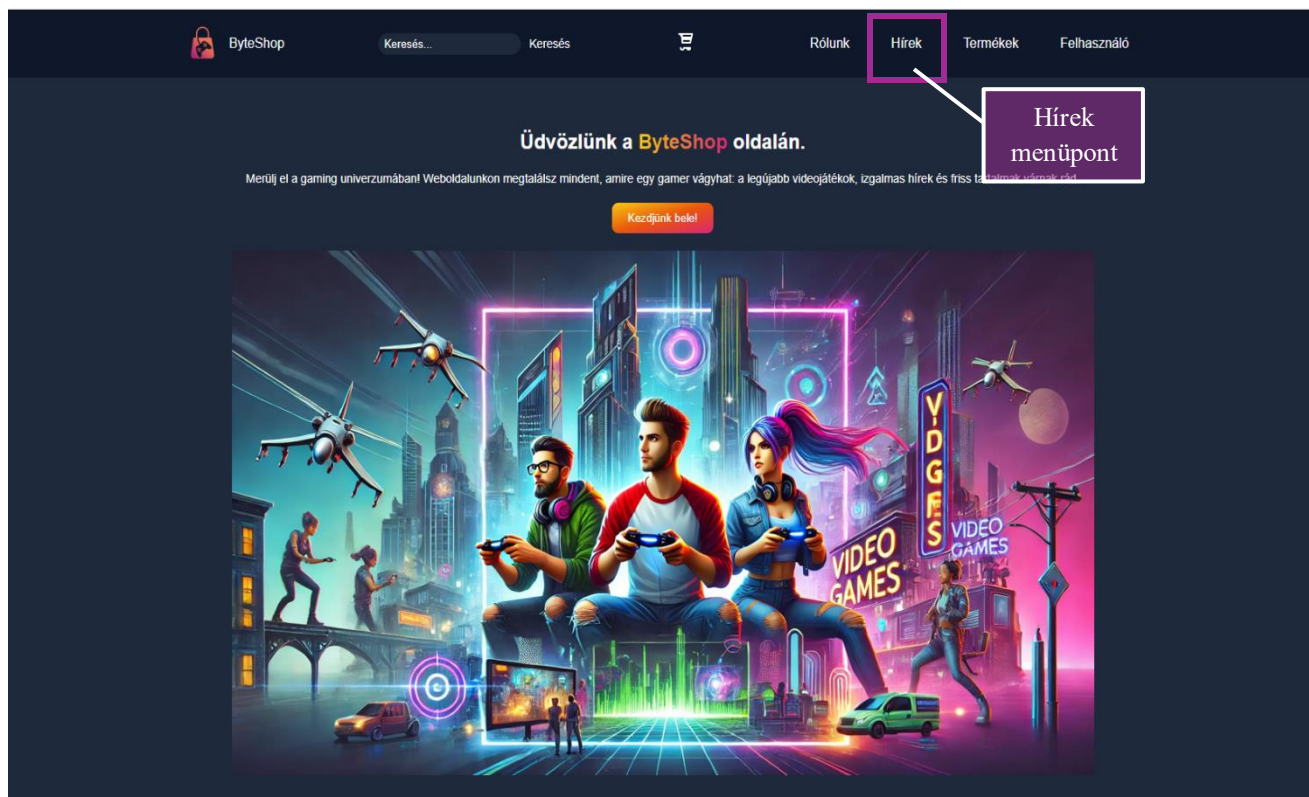 ByteShop
Keresés...
Keresés
Rólunk
Hírek
Termékek
Felhasználó
Hírek
menüpont
Üdvözlünk a ByteShop oldalán.
Merülj el a gaming univerzumában! Weboldalunkon megtalálsz mindent, amire egy gamer vágyhat: a legújabb videojátékok, izgalmas hírek és friss tartalmak várnak rád
Kezdjünk bele!
VIDEO
GAMES
V-DGES
VIDEO
GAMES